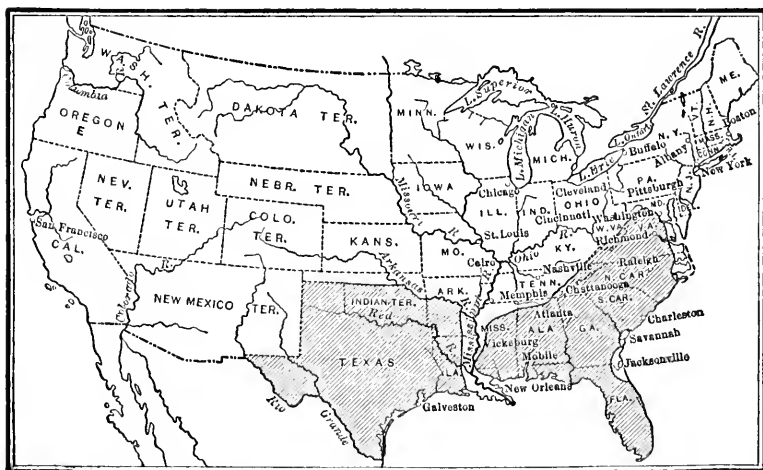 WASH. TER.
Columbia R.
OREGON
E
DAKOTA TER.
MINN.
L. Superior
WIS.
L. Michigan
MICH.
L. Huron
St. Lawrence R.
ME.
VT.
N.H.
Boston
MASS.
CONN.
N.Y.
L. Ontario
Buffalo
Albany
New York
L. Erie
PA.
Pittsburgh
NEV.
TER.
UTAH
TER.
NEBR. TER.
IOWA
Missouri R.
Chicago
ILL.
IND.
Cleveland
OHIO
Cincinnati
Washington
MD.
W.VA.
VA.
Richmond
COLO.
TER.
KANS.
MO.
St. Louis
Cairo
Ohio R.
KY.
San Francisco
CAL.
Colorado R.
NEW MEXICO
TER.
Arkansas R.
INDIAN TER.
Red R.
ARK.
Mississippi R.
Nashville
TENN.
Memphis
Chattanooga
Raleigh
N. CAR.
S. CAR.
Charleston
TEXAS
MISS.
Vicksburg
ALA
Atlanta
GA.
Savannah
LA.
Mobile
Jacksonville
New Orleans
FLA.
Rio Grande
Galveston